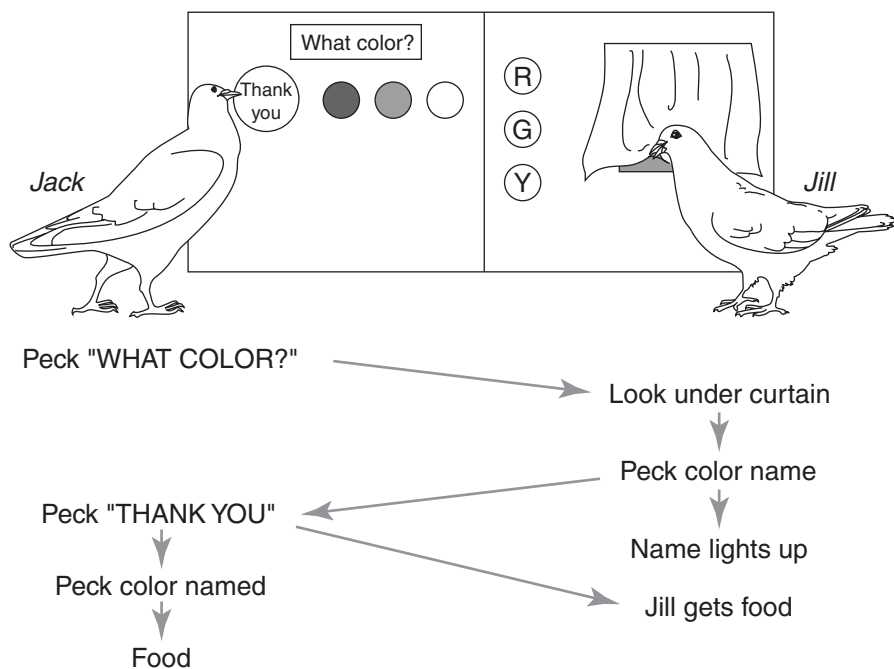 What color?
Thank
you
R
G
Y
Jack
Jill
Peck "WHAT COLOR?"
Look under curtain
Peck color name
Peck "THANK YOU"
Name lights up
Peck color named
Jill gets food
Food